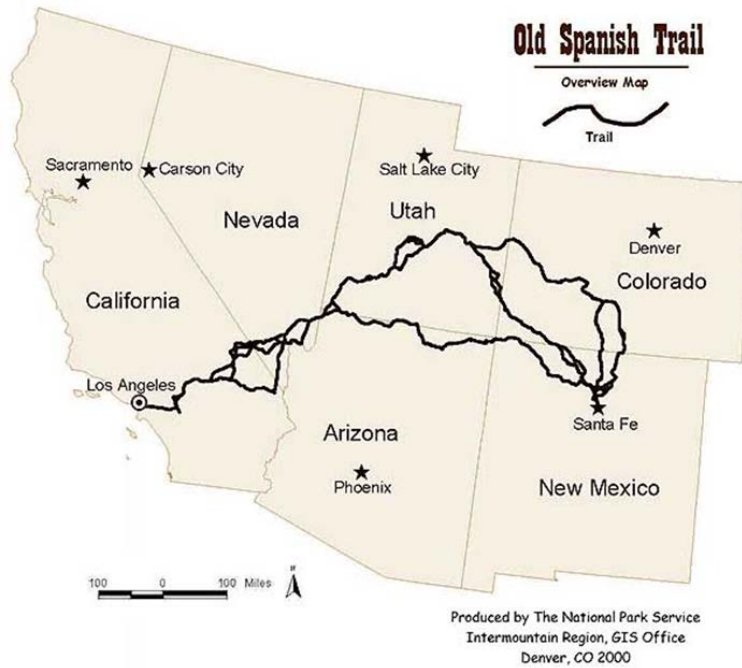 Old Spanish Trail
Overview Map
Trail
Sacramento
Carson City
Salt Lake City
Nevada
Utah
Denver
Colorado
California
Los Angeles
Arizona
Santa Fe
Phoenix
New Mexico
100 0 100 Miles
N
Produced by The National Park Service
Intermountain Region, GIS Office
Denver, CO 2000